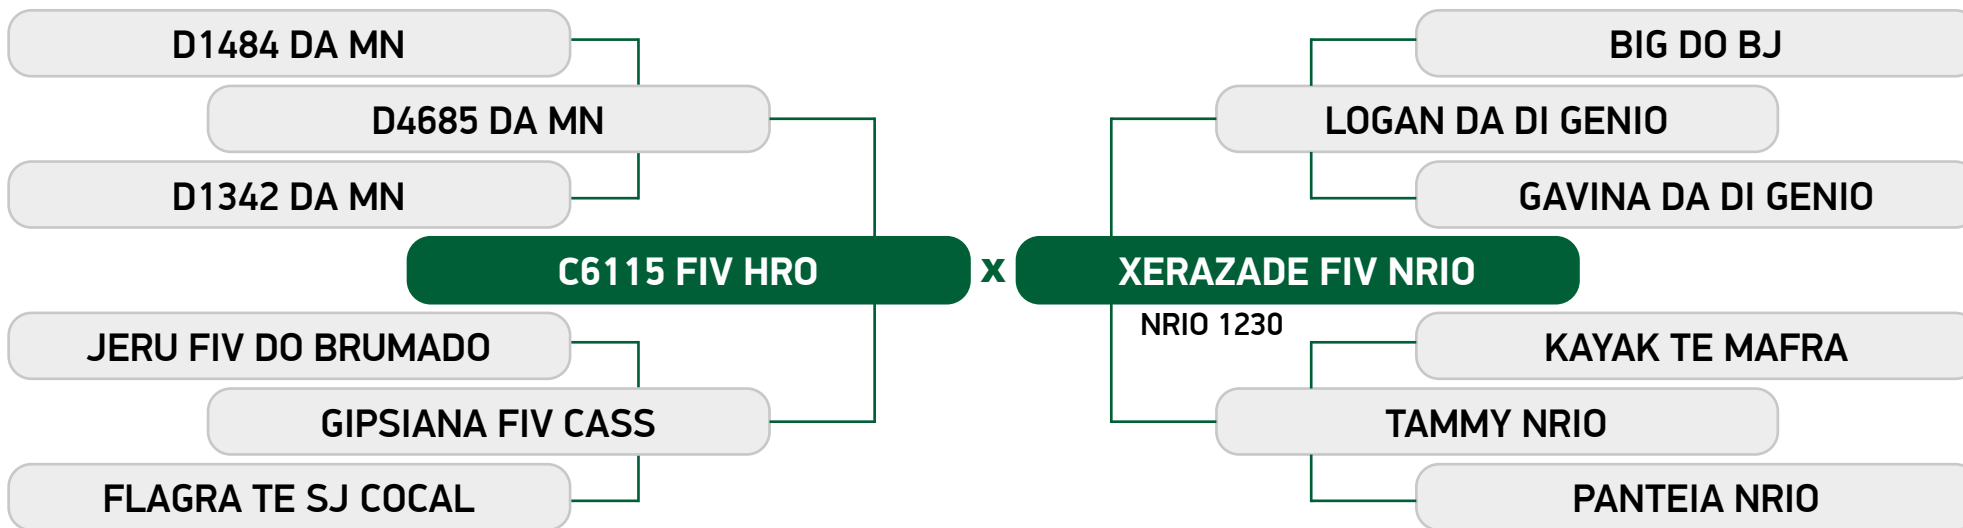 D1484 DA MN
BIG DO BJ
D4685 DA MN
LOGAN DA DI GENIO
D1342 DA MN
GAVINA DA DI GENIO
C6115 FIV HRO X XERAZADE FIV NRIO
NRIO 1230
JERU FIV DO BRUMADO
KAYAK TE MAFRA
GIPSIANA FIV CASS
TAMMY NRIO
FLAGRA TE SJ COCAL
PANTEIA NRIO